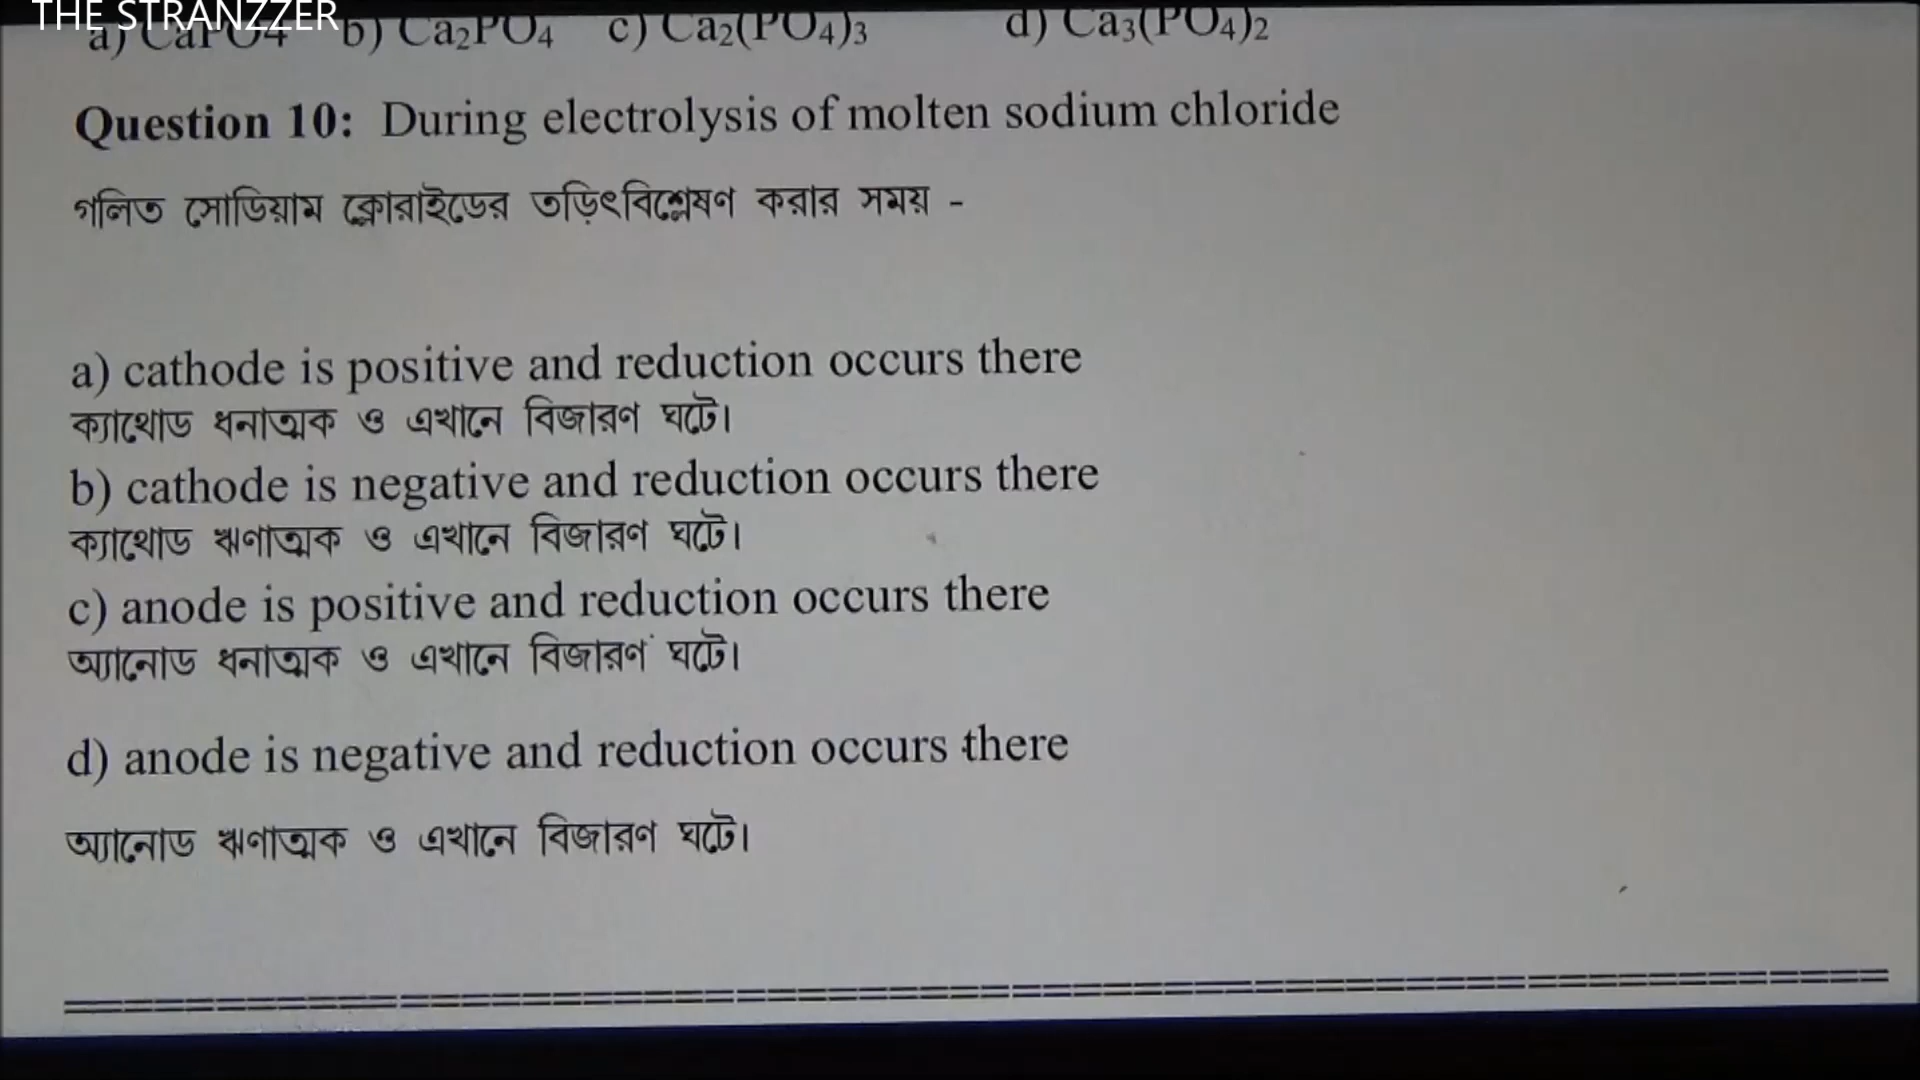 THE STRANZZER
a) CaPO4 b) Ca2PO4 c) Ca2(PO4)3 d) Ca3(PO4)2
Question 10: During electrolysis of molten sodium chloride
গলিত সোডিয়াম ক্লোরাইডের তড়িৎবিশ্লেষণ করার সময় -
a) cathode is positive and reduction occurs there
ক্যাথোড ধনাত্মক ও এখানে বিজারণ ঘটে।
b) cathode is negative and reduction occurs there
ক্যাথোড ঋণাত্মক ও এখানে বিজারণ ঘটে।
c) anode is positive and reduction occurs there
অ্যানোড ধনাত্মক ও এখানে বিজারণ ঘটে।
d) anode is negative and reduction occurs there
অ্যানোড ঋণাত্মক ও এখানে বিজারণ ঘটে।